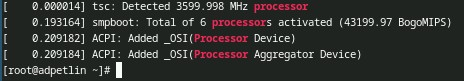 [    0.000014] tsc: Detected 3599.998 MHz processor
[    0.193164] smpboot: Total of 6 processors activated (43199.97 BogoMIPS)
[    0.209182] ACPI: Added _OSI(Processor Device)
[    0.209184] ACPI: Added _OSI(Processor Aggregator Device)
[root@adpetlin ~]#